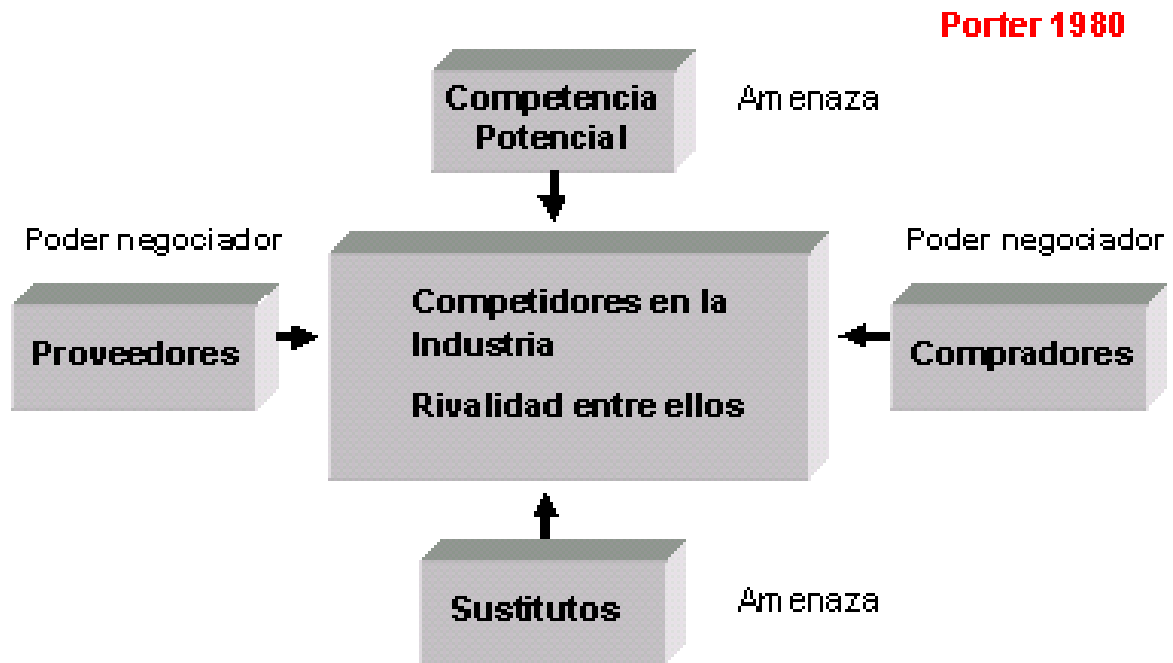 Porter 1980
Competencia
Potencial
Amenaza
Poder negociador
Poder negociador
Proveedores
Competidores en la
Industria
Rivalidad entre ellos
Compradores
Sustitutos
Amenaza